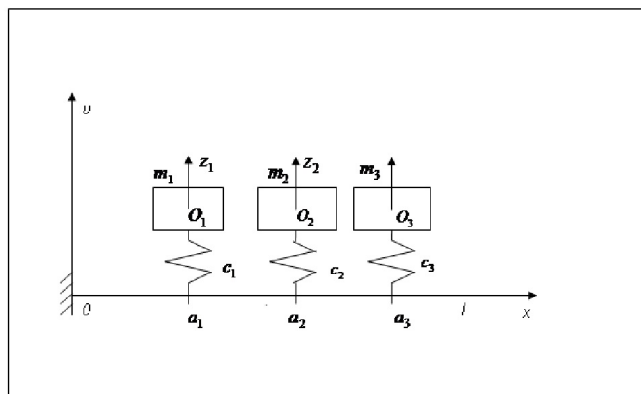 υ
z₁ z₂
m₁ m₂ m₃
O₁ O₂ O₃
c₁ c₂ c₃
0 a₁ a₂ a₃ l x